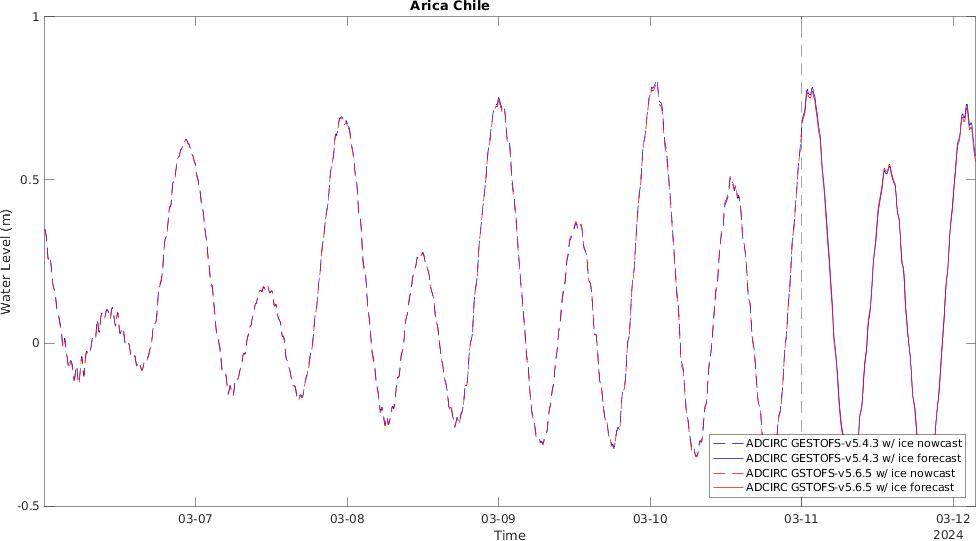 Arica Chile
1
0.5
0
-0.5
Water Level (m)
03-07
03-08
03-09
03-10
03-11
03-12
2024
Time
ADCIRC GESTOFS-v5.4.3 w/ ice nowcast
ADCIRC GESTOFS-v5.4.3 w/ ice forecast
ADCIRC GSTOFS-v5.6.5 w/ ice nowcast
ADCIRC GSTOFS-v5.6.5 w/ ice forecast